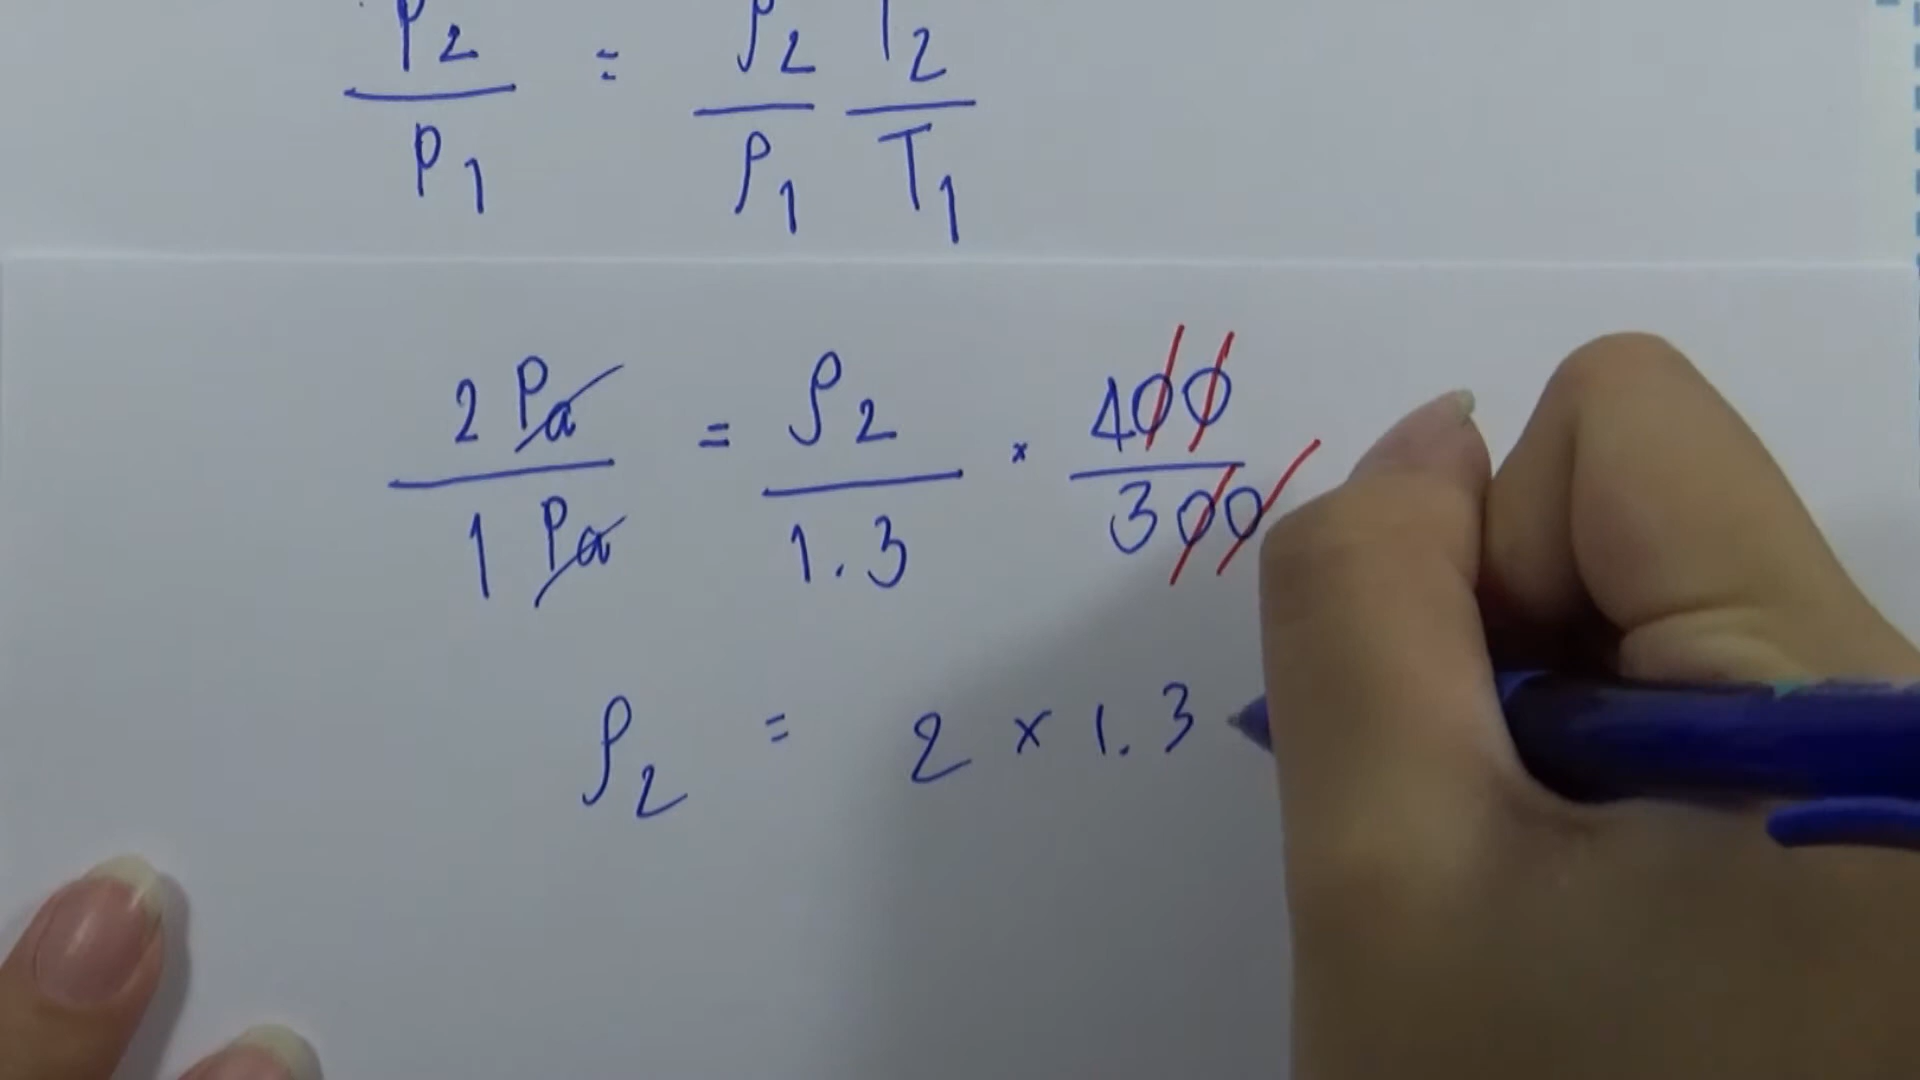 P2/P1 = ρ2/ρ1 T2/T1
2 Pa/1 Pa = ρ2/1.3 × 400/300
ρ2 = 2 × 1.3